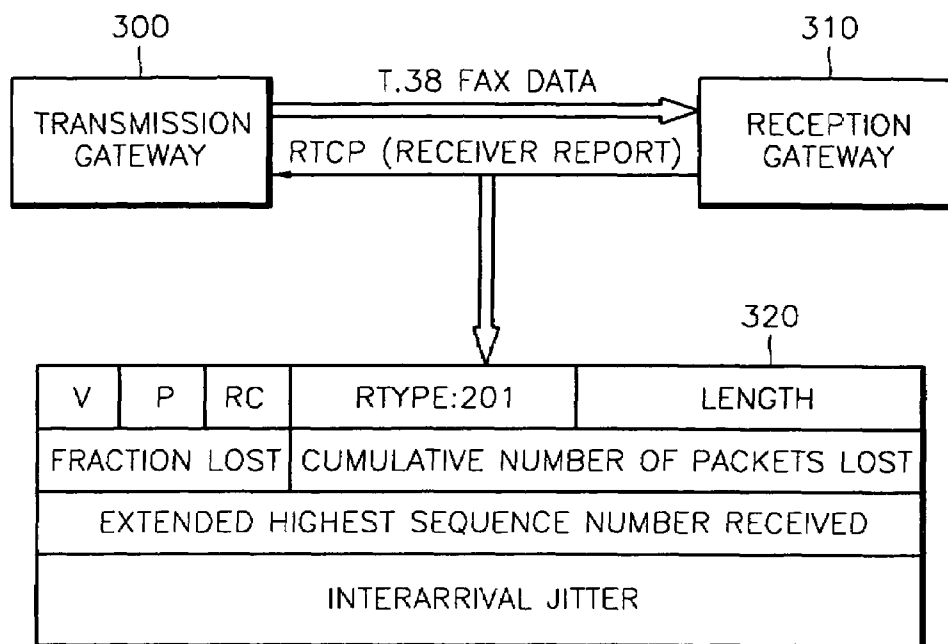 300
310
T.38 FAX DATA
TRANSMISSION
GATEWAY
RECEPTION
GATEWAY
RTCP (RECEIVER REPORT)
320
V P RC RTYPE:201 LENGTH
FRACTION LOST CUMULATIVE NUMBER OF PACKETS LOST
EXTENDED HIGHEST SEQUENCE NUMBER RECEIVED
INTERARRIVAL JITTER